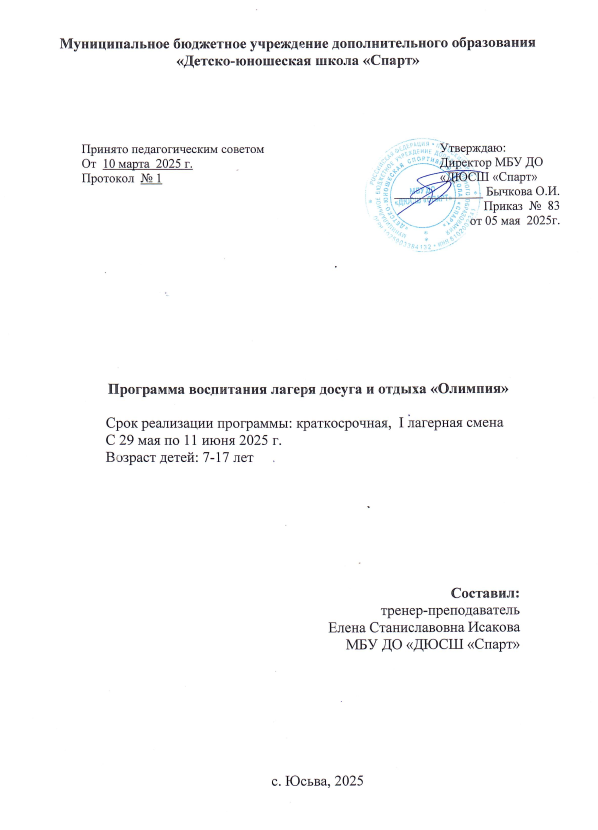 Муниципальное бюджетное учреждение дополнительного образования
«Детско-юношеская школа «Спарт»
Принято педагогическим советом
От 10 марта 2025 г.
Протокол № 1
Утверждаю:
Директор МБУ ДО
«ДЮСШ «Спарт»
Бычкова О.И.
Приказ № 83
от 05 мая 2025г.
Программа воспитания лагеря досуга и отдыха «Олимпия»
Срок реализации программы: краткосрочная, I лагерная смена
С 29 мая по 11 июня 2025 г.
Возраст детей: 7-17 лет
Составил:
тренер-преподаватель
Елена Станиславовна Исакова
МБУ ДО «ДЮСШ «Спарт»
с. Юсьва, 2025